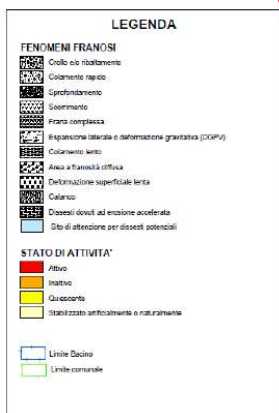 LEGENDA
FENOMENI FRANOSI
Crollo e/o ribaltamento
Colamento rapido
Sprofondamento
Scorrimento
Frana complessa
Espansione laterale o deformazione gravitativa (DGPV)
Colamento lento
Area a franosità diffusa
Deformazione superficiale lenta
Calanco
Dissesti dovuti ad erosione accelerata
Sito di attenzione per dissesti potenziali
STATO DI ATTIVITA'
Attivo
Inattivo
Quiescente
Stabilizzato artificialmente o naturalmente
Limite Bacino
Limite comunale